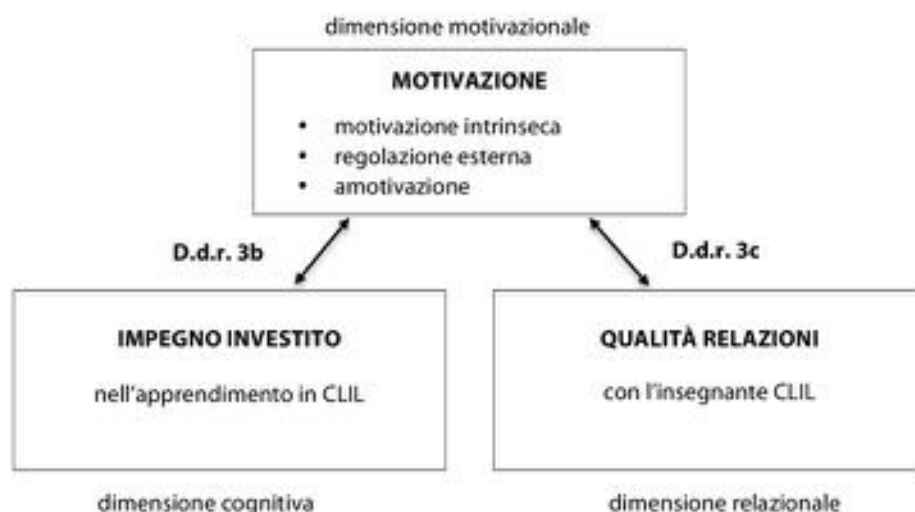 dimensione motivazionale
MOTIVAZIONE
• motivazione intrinseca
• regolazione esterna
• amotivazione
D.d.r. 3b
D.d.r. 3c
IMPEGNO INVESTITO
nell'apprendimento in CLIL
QUALITÀ RELAZIONI
con l'insegnante CLIL
dimensione cognitiva
dimensione relazionale